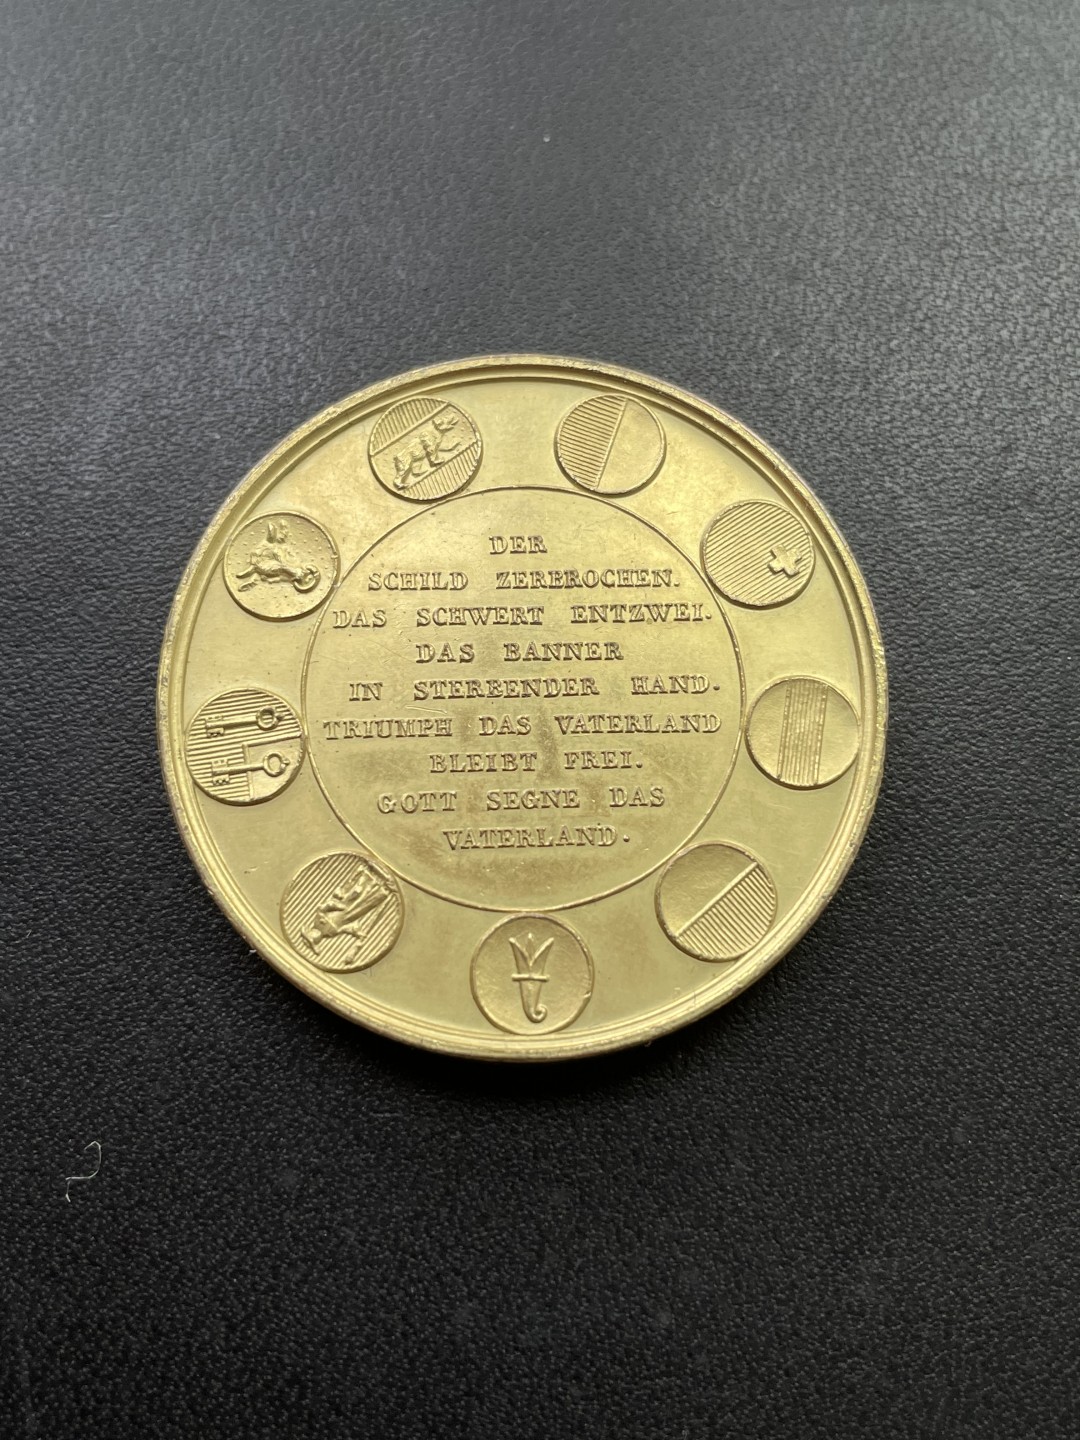 DER
SCHILD ZERBROCHEN.
DAS SCHWERT ENTZWEI.
DAS BANNER
IN STERBENDER HAND.
TRIUMPH DAS VATERLAND
BLEIBT FREI.
GOTT SEGNE DAS
VATERLAND.